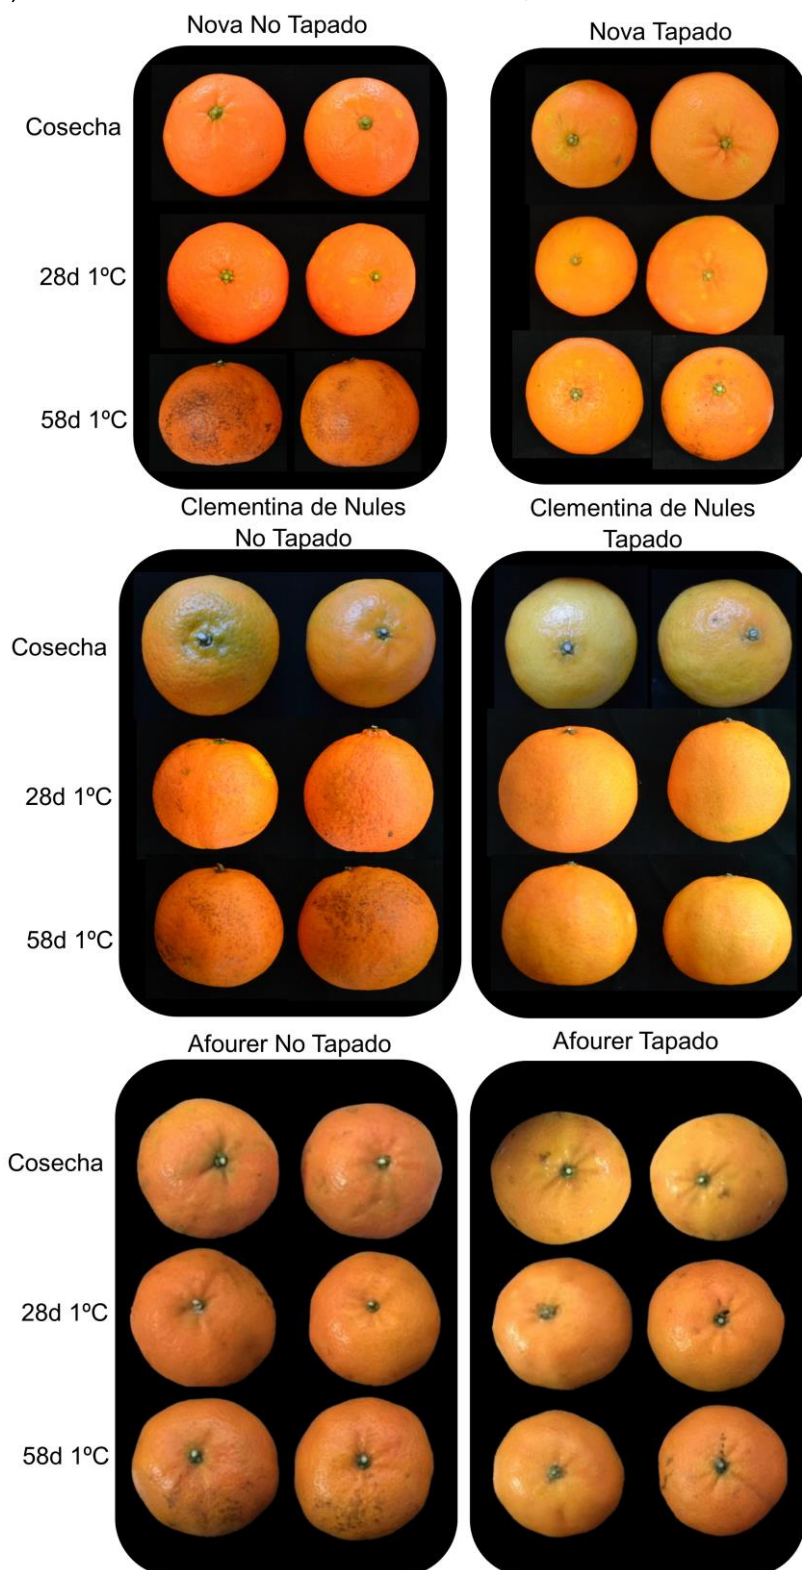 Nova No Tapado
Nova Tapado
Cosecha
28d 1ºC
58d 1ºC
Clementina de Nules
No Tapado
Clementina de Nules
Tapado
Cosecha
28d 1ºC
58d 1ºC
Afourer No Tapado
Afourer Tapado
Cosecha
28d 1ºC
58d 1ºC